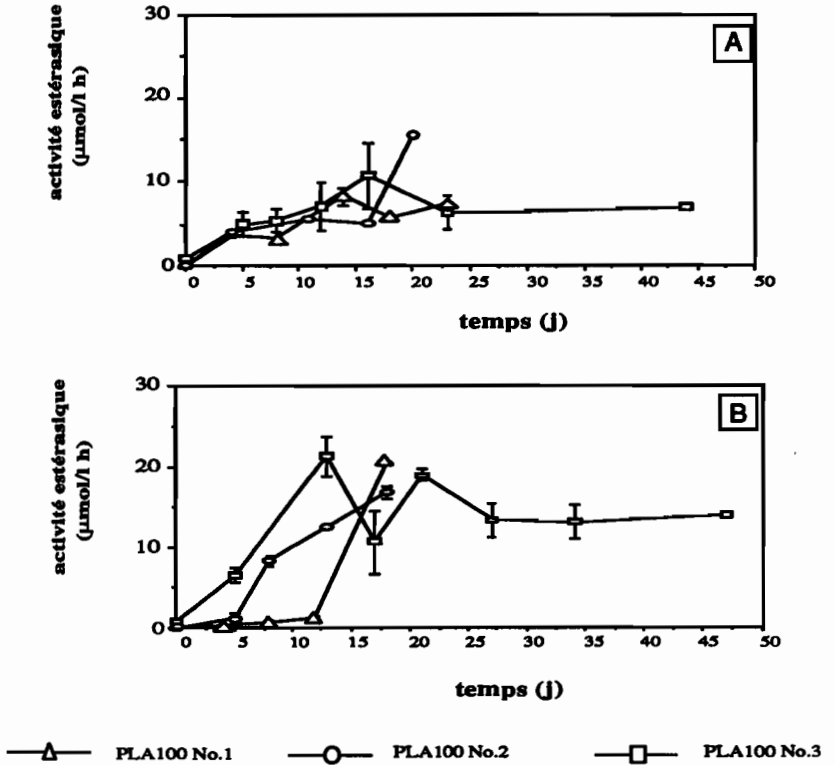 30
A
20
10
0
activité estérasique
(µmol/l h)
0 5 10 15 20 25 30 35 40 45 50
temps (j)
30
B
20
10
0
activité estérasique
(µmol/l h)
0 5 10 15 20 25 30 35 40 45 50
temps (j)
PLA100 No.1 PLA100 No.2 PLA100 No.3